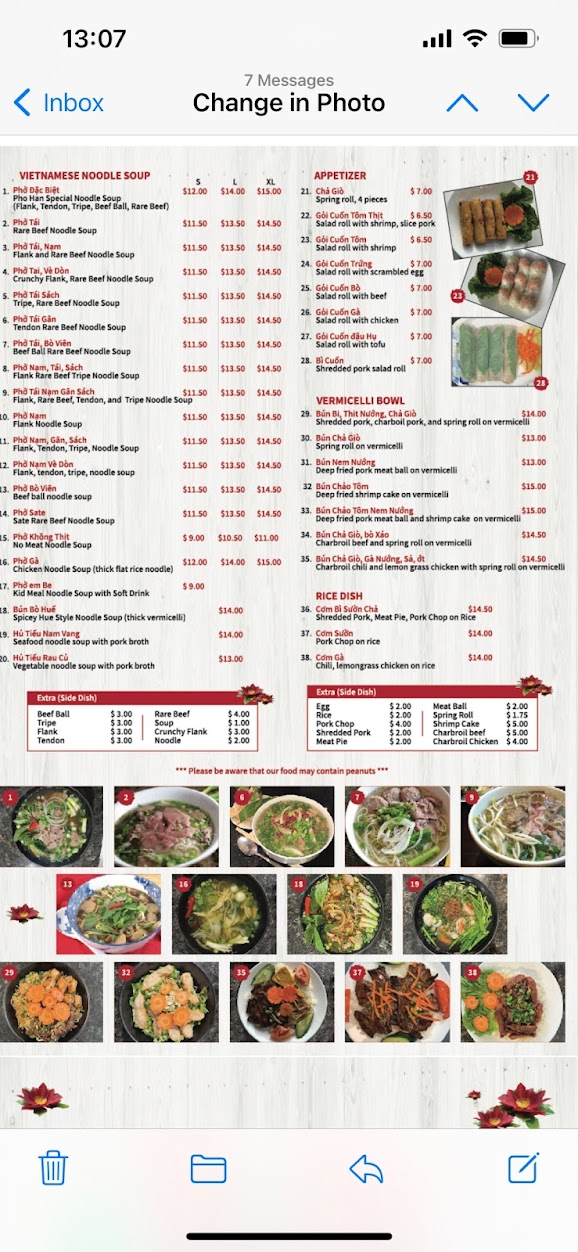 13:07
7 Messages
Inbox
Change in Photo
VIETNAMESE NOODLE SOUP
S L XL
1. Phở Đặc Biệt $12.00 $14.00 $15.00
Pho Han Special Noodle Soup
(Flank, Tendon, Tripe, Beef Ball, Rare Beef)
2. Phở Tái $11.50 $13.50 $14.50
Rare Beef Noodle Soup
3. Phở Tái, Nam $11.50 $13.50 $14.50
Flank and Rare Beef Noodle Soup
4. Phở Tai, Vè Dòn $11.50 $13.50 $14.50
Crunchy Flank, Rare Beef Noodle Soup
5. Phở Tái Sách $11.50 $13.50 $14.50
Tripe, Rare Beef Noodle Soup
6. Phở Tái Gân $11.50 $13.50 $14.50
Tendon Rare Beef Noodle Soup
7. Phở Tái, Bò Viên $11.50 $13.50 $14.50
Beef Ball Rare Beef Noodle Soup
8. Phở Nam, Tái, Sách $11.50 $13.50 $14.50
Flank Rare Beef Tripe Noodle Soup
9. Phở Tái Nạm Gân Sách $11.50 $13.50 $14.50
Flank, Rare Beef, Tendon, and Tripe Noodle Soup
10. Phở Nạm $11.50 $13.50 $14.50
Flank Noodle Soup
11. Phở Nam, Gân, Sách $11.50 $13.50 $14.50
Flank, Tendon, Tripe, Noodle Soup
12. Phở Nạm Vè Dòn $11.50 $13.50 $14.50
Flank, tendon, tripe, noodle soup
13. Phở Bò Viên $11.50 $13.50 $14.50
Beef ball noodle soup
14. Phở Sate $11.50 $13.50 $14.50
Sate Rare Beef Noodle Soup
15. Phở Không Thịt $ 9.00 $10.50 $11.00
No Meat Noodle Soup
16. Phở Gà $12.00 $14.00 $15.00
Chicken Noodle Soup (thick flat rice noodle)
17. Phở em Be $ 9.00
Kid Meal Noodle Soup with Soft Drink
18. Bún Bò Huế $14.00
Spicey Hue Style Noodle Soup (thick vermicelli)
19. Hủ Tiếu Nam Vang $14.00
Seafood noodle soup with pork broth
20. Hủ Tiếu Rau Củ $13.00
Vegetable noodle soup with pork broth
Extra (Side Dish)
Beef Ball $ 3.00 Rare Beef $ 4.00
Tripe $ 3.00 Soup $ 1.00
Flank $ 3.00 Crunchy Flank $ 3.00
Tendon $ 3.00 Noodle $ 2.00
APPETIZER
21. Chả Giò $ 7.00
Spring roll, 4 pieces
22. Gỏi Cuốn Tôm Thịt $ 6.50
Salad roll with shrimp, slice pork
23. Gỏi Cuốn Tôm $ 6.50
Salad roll with shrimp
24. Gỏi Cuốn Trứng $ 7.00
Salad roll with scrambled egg
25. Gỏi Cuốn Bò $ 7.00
Salad roll with beef
26. Gỏi Cuốn Gà $ 7.00
Salad roll with chicken
27. Gỏi Cuốn đậu Hụ $ 7.00
Salad roll with tofu
28. Bì Cuốn $ 7.00
Shredded pork salad roll
21
23
28
VERMICELLI BOWL
29. Bún Bì, Thịt Nướng, Chả Giò $14.00
Shredded pork, charboil pork, and spring roll on vermicelli
30. Bún Chả Giò $13.00
Spring roll on vermicelli
31. Bún Nem Nướng $13.00
Deep fried pork meat ball on vermicelli
32 Bún Chảo Tôm $15.00
Deep fried shrimp cake on vermicelli
33. Bún Chảo Tôm Nem Nướng $15.00
Deep fried pork meat ball and shrimp cake on vermicelli
34. Bún Chả Giò, bò Xảo $14.50
Charbroil beef and spring roll on vermicelli
35. Bún Chả Giò, Gà Nướng, Sả, ớt $14.50
Charbroil chili and lemon grass chicken with spring roll on vermicelli
RICE DISH
36. Cơm Bì Sườn Chả $14.50
Shredded Pork, Meat Pie, Pork Chop on Rice
37. Cơm Sườn $14.00
Pork Chop on rice
38. Cơm Gà $14.00
Chili, lemongrass chicken on rice
Extra (Side Dish)
Egg $ 2.00 Meat Ball $ 2.00
Rice $ 2.00 Spring Roll $ 1.75
Pork Chop $ 4.00 Shrimp Cake $ 5.00
Shredded Pork $ 2.00 Charbroil beef $ 5.00
Meat Pie $ 2.00 Charbroil Chicken $ 4.00
*** Please be aware that our food may contain peanuts ***
1 2 6 7 9
13 16 18 19
29 32 35 37 38